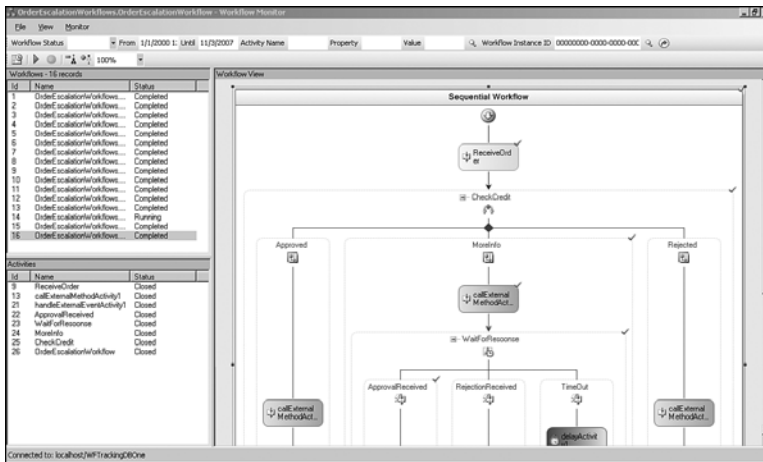 OrderEscalationWorkflows.OrderEscalationWorkflow - Workflow Monitor
File View Monitor
Workflow Status From 1/1/2000 1: Until 11/3/2007 Activity Name Property Value Workflow Instance ID 00000000-0000-0000-000
100%
Workflows - 16 records
Id Name Status
1 OrderEscalationWorkflows.... Completed
2 OrderEscalationWorkflows.... Completed
3 OrderEscalationWorkflows.... Completed
4 OrderEscalationWorkflows.... Completed
5 OrderEscalationWorkflows.... Completed
6 OrderEscalationWorkflows.... Completed
7 OrderEscalationWorkflows.... Completed
8 OrderEscalationWorkflows.... Completed
9 OrderEscalationWorkflows.... Completed
10 OrderEscalationWorkflows.... Completed
11 OrderEscalationWorkflows.... Completed
12 OrderEscalationWorkflows.... Completed
13 OrderEscalationWorkflows.... Completed
14 OrderEscalationWorkflows.... Running
15 OrderEscalationWorkflows.... Completed
16 OrderEscalationWorkflows.... Completed
Activities
Id Name Status
9 ReceiveOrder Closed
13 callExternalMethodActivity1 Closed
21 handleExternalEventActivity1 Closed
22 ApprovalReceived Closed
23 WaitForResponse Closed
24 MoreInfo Closed
25 CheckCredit Closed
26 OrderEscalationWorkflow Closed
Workflow View
Sequential Workflow
ReceiveOrd
er
CheckCredit
Approved
MoreInfo
Rejected
callExternal
MethodAct...
WaitForResponse
ApprovalReceived
RejectionReceived
TimeOut
callExternal
MethodAct...
delayActivit
callExternal
MethodAct...
Connected to: localhost/WFTrackingDBOne